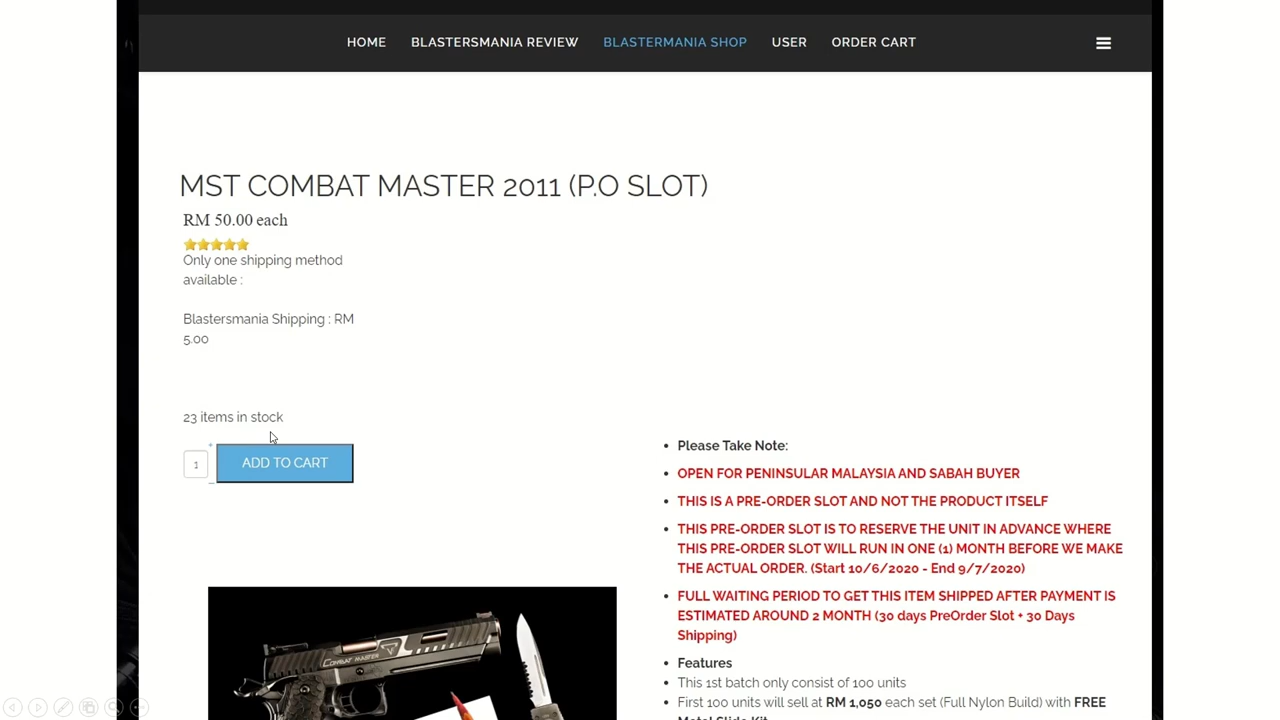 HOME BLASTERSMANIA REVIEW BLASTERMANIA SHOP USER ORDER CART
MST COMBAT MASTER 2011 (P.O SLOT)
RM 50.00 each
Only one shipping method
available :
Blastersmania Shipping : RM
5.00
23 items in stock
1 ADD TO CART
Please Take Note:
OPEN FOR PENINSULAR MALAYSIA AND SABAH BUYER
THIS IS A PRE-ORDER SLOT AND NOT THE PRODUCT ITSELF
THIS PRE-ORDER SLOT IS TO RESERVE THE UNIT IN ADVANCE WHERE
THIS PRE-ORDER SLOT WILL RUN IN ONE (1) MONTH BEFORE WE MAKE
THE ACTUAL ORDER. (Start 10/6/2020 - End 9/7/2020)
FULL WAITING PERIOD TO GET THIS ITEM SHIPPED AFTER PAYMENT IS
ESTIMATED AROUND 2 MONTH (30 days PreOrder Slot + 30 Days
Shipping)
Features
This 1st batch only consist of 100 units
First 100 units will sell at RM 1,050 each set (Full Nylon Build) with FREE
Metal Slide Kit
COMBAT MASTER